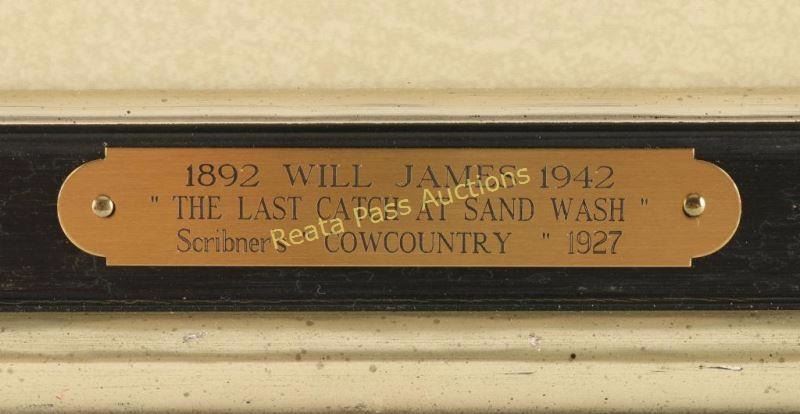 1892 WILL JAMES 1942
" THE LAST CATCH AT SAND WASH "
Scribner's COWCOUNTRY " 1927
Reata Pass Auctions